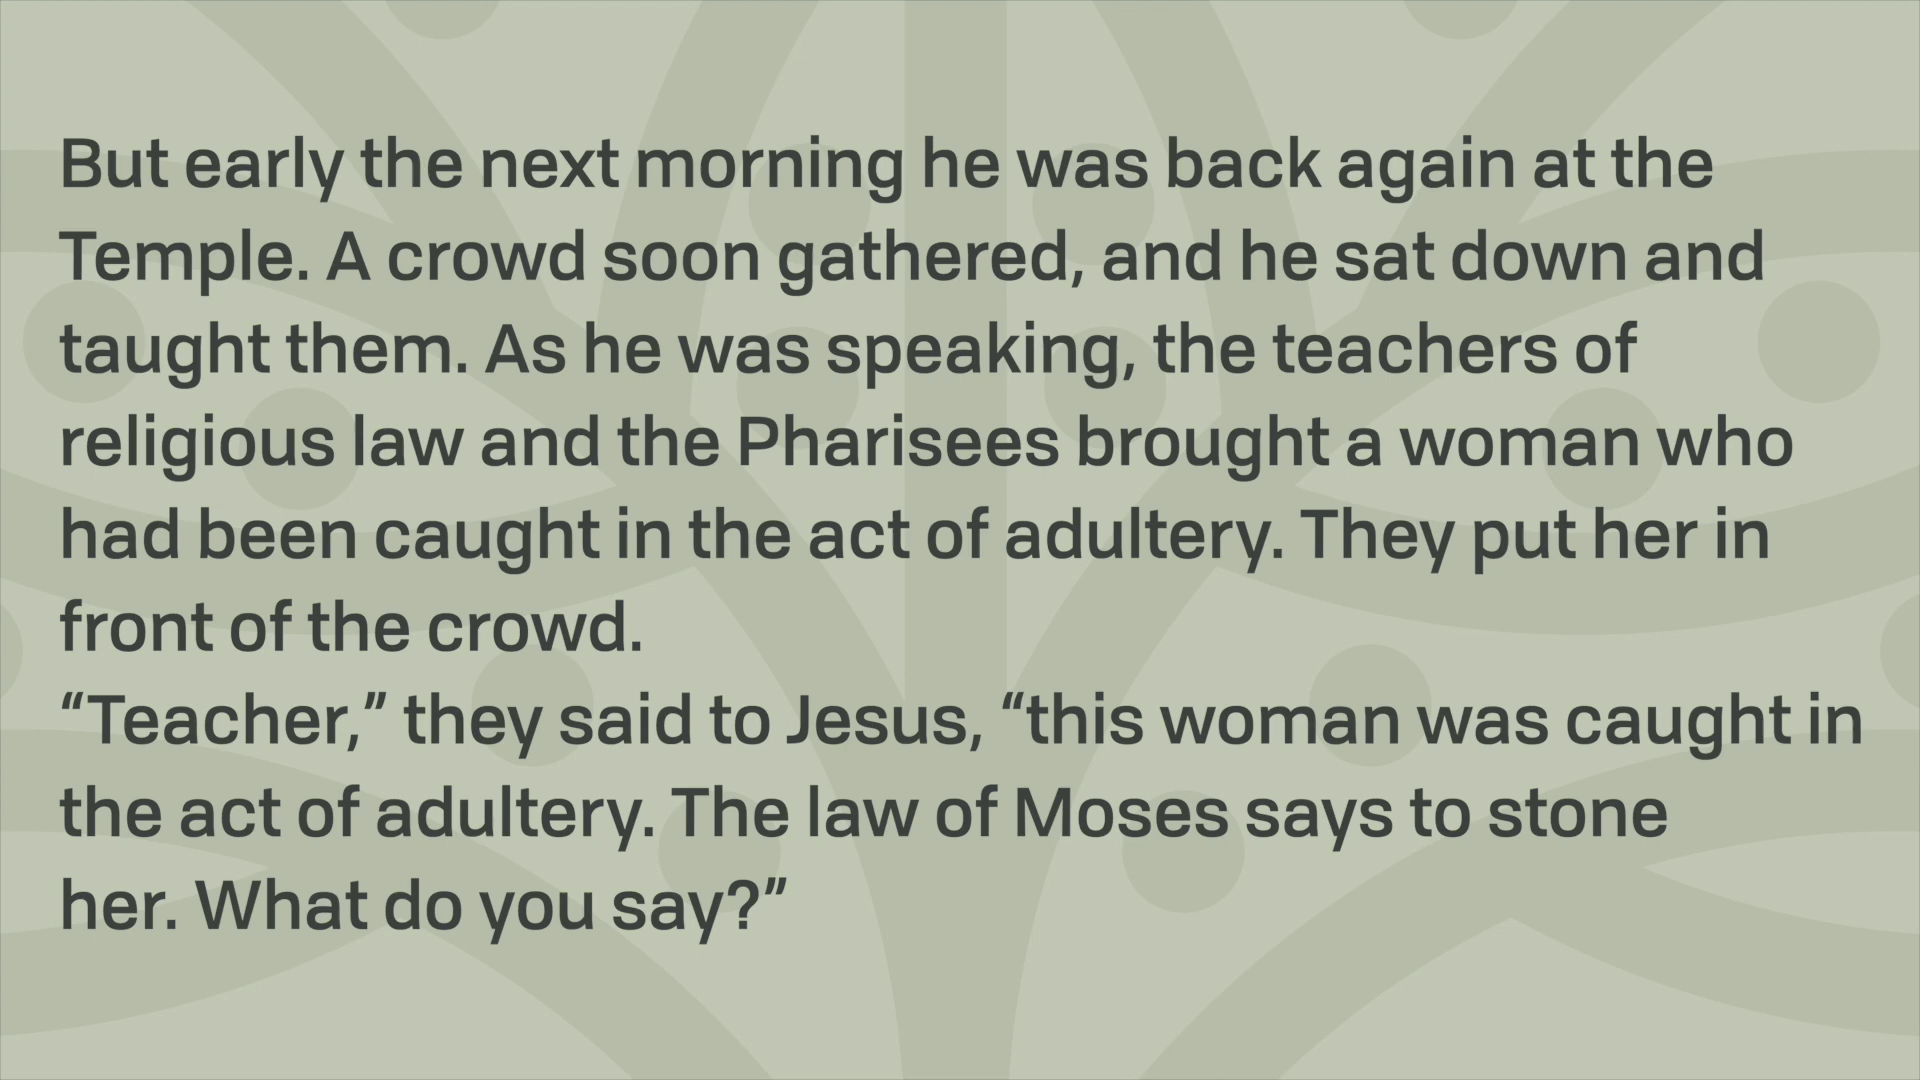 But early the next morning he was back again at the
Temple. A crowd soon gathered, and he sat down and
taught them. As he was speaking, the teachers of
religious law and the Pharisees brought a woman who
had been caught in the act of adultery. They put her in
front of the crowd.
“Teacher,” they said to Jesus, “this woman was caught in
the act of adultery. The law of Moses says to stone
her. What do you say?”